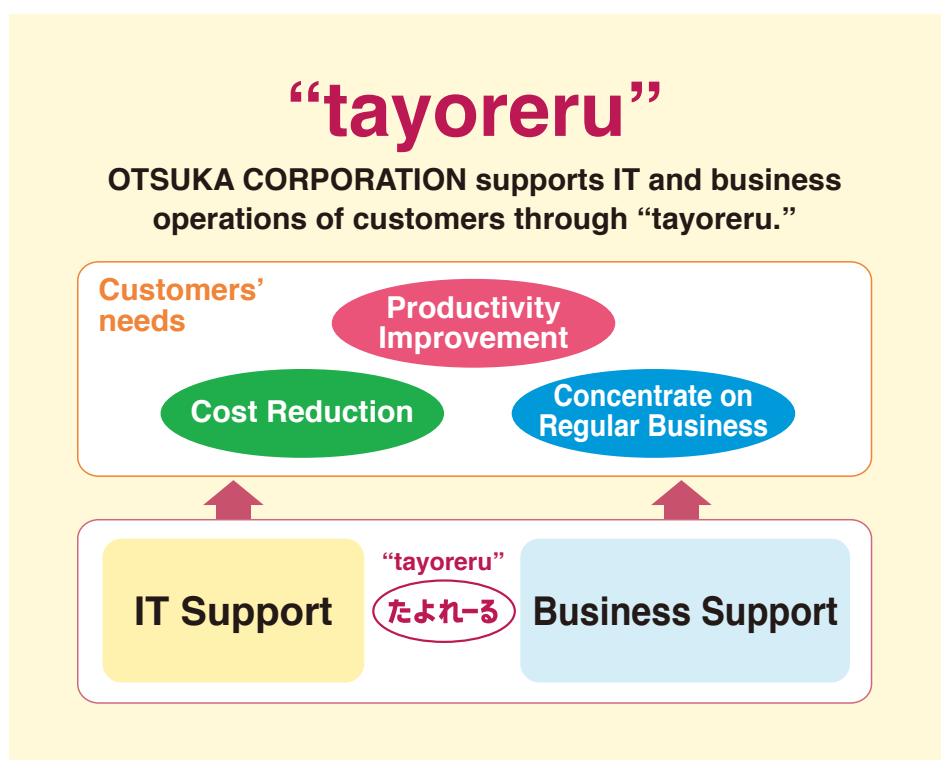 “tayoreru”
OTSUKA CORPORATION supports IT and business
operations of customers through “tayoreru.”
Customers’
needs
Productivity
Improvement
Cost Reduction
Concentrate on
Regular Business
IT Support
“tayoreru”
たよれーる
Business Support